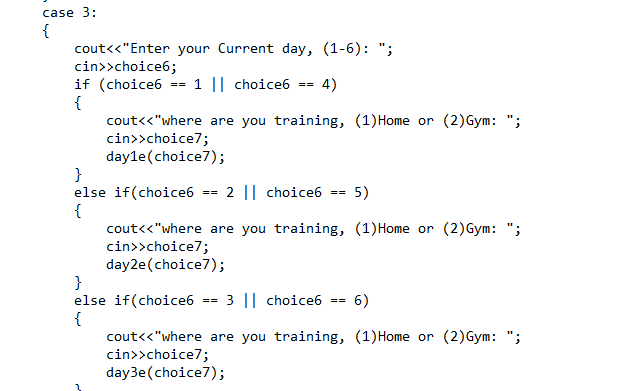 case 3:
{
cout<<"Enter your Current day, (1-6): ";
cin>>choice6;
if (choice6 == 1 || choice6 == 4)
{
cout<<"where are you training, (1)Home or (2)Gym: ";
cin>>choice7;
day1e(choice7);
}
else if(choice6 == 2 || choice6 == 5)
{
cout<<"where are you training, (1)Home or (2)Gym: ";
cin>>choice7;
day2e(choice7);
}
else if(choice6 == 3 || choice6 == 6)
{
cout<<"where are you training, (1)Home or (2)Gym: ";
cin>>choice7;
day3e(choice7);
}